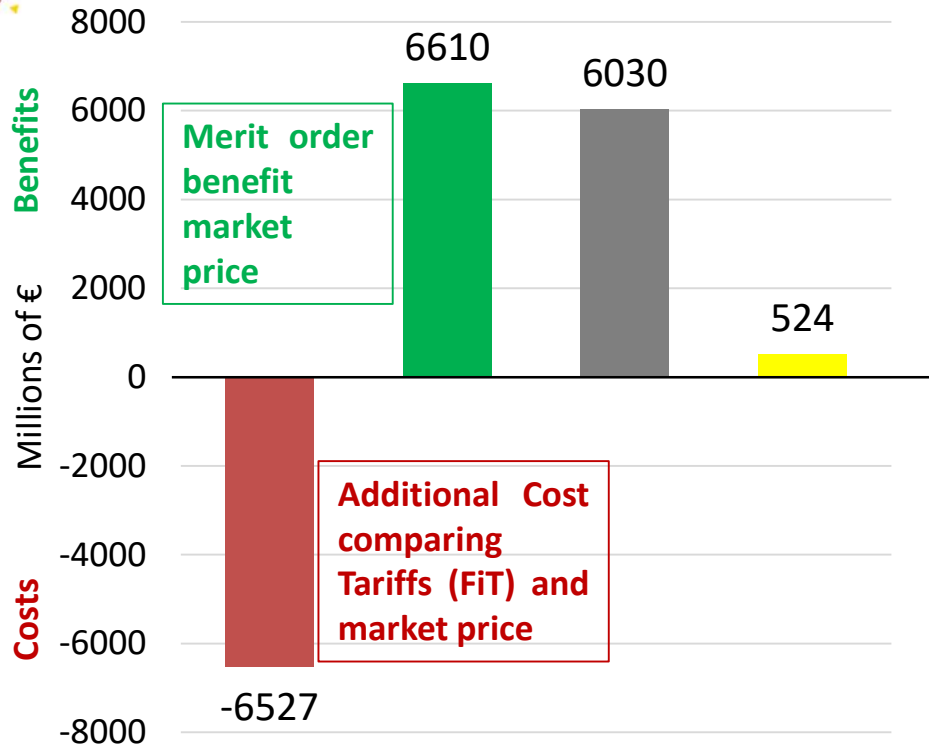 8000
6610
6030
6000
Benefits
Merit order
benefit
market
price
4000
2000
524
Millions of €
0
-2000
Additional Cost
comparing
Tariffs (FiT) and
market price
-4000
Costs
-6000
-6527
-8000